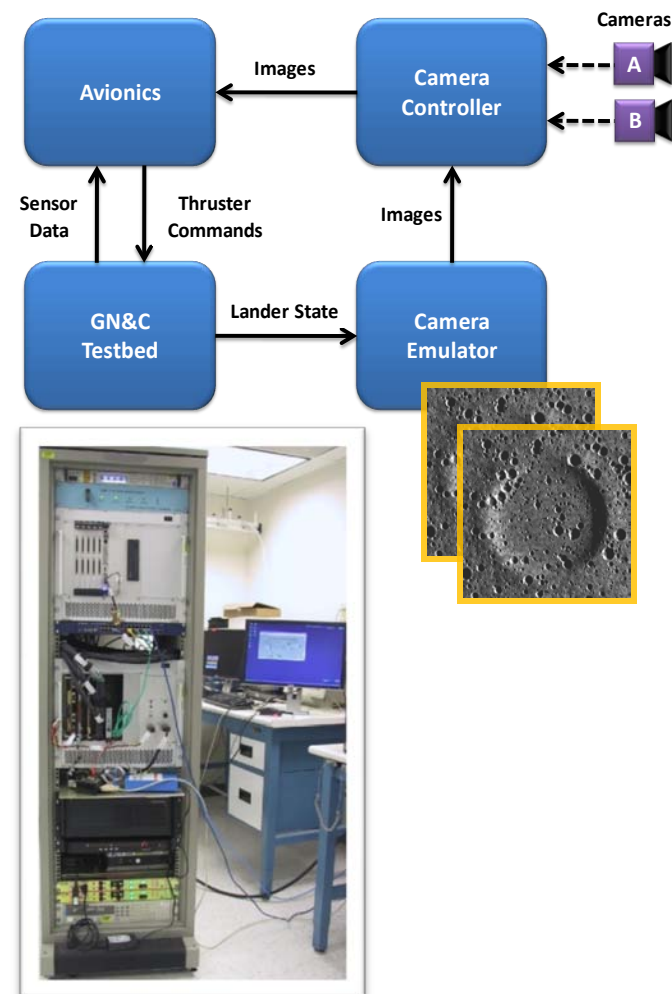 Cameras
Images
Avionics
Camera
Controller
A
B
Sensor
Data
Thruster
Commands
Images
GN&C
Testbed
Lander State
Camera
Emulator